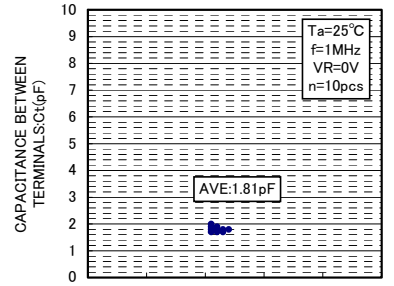 CAPACITANCE BETWEEN
TERMINALS:Ct(pF)
10
9
8
7
6
5
4
3
2
1
0
Ta=25°C
f=1MHz
VR=0V
n=10pcs
AVE:1.81pF